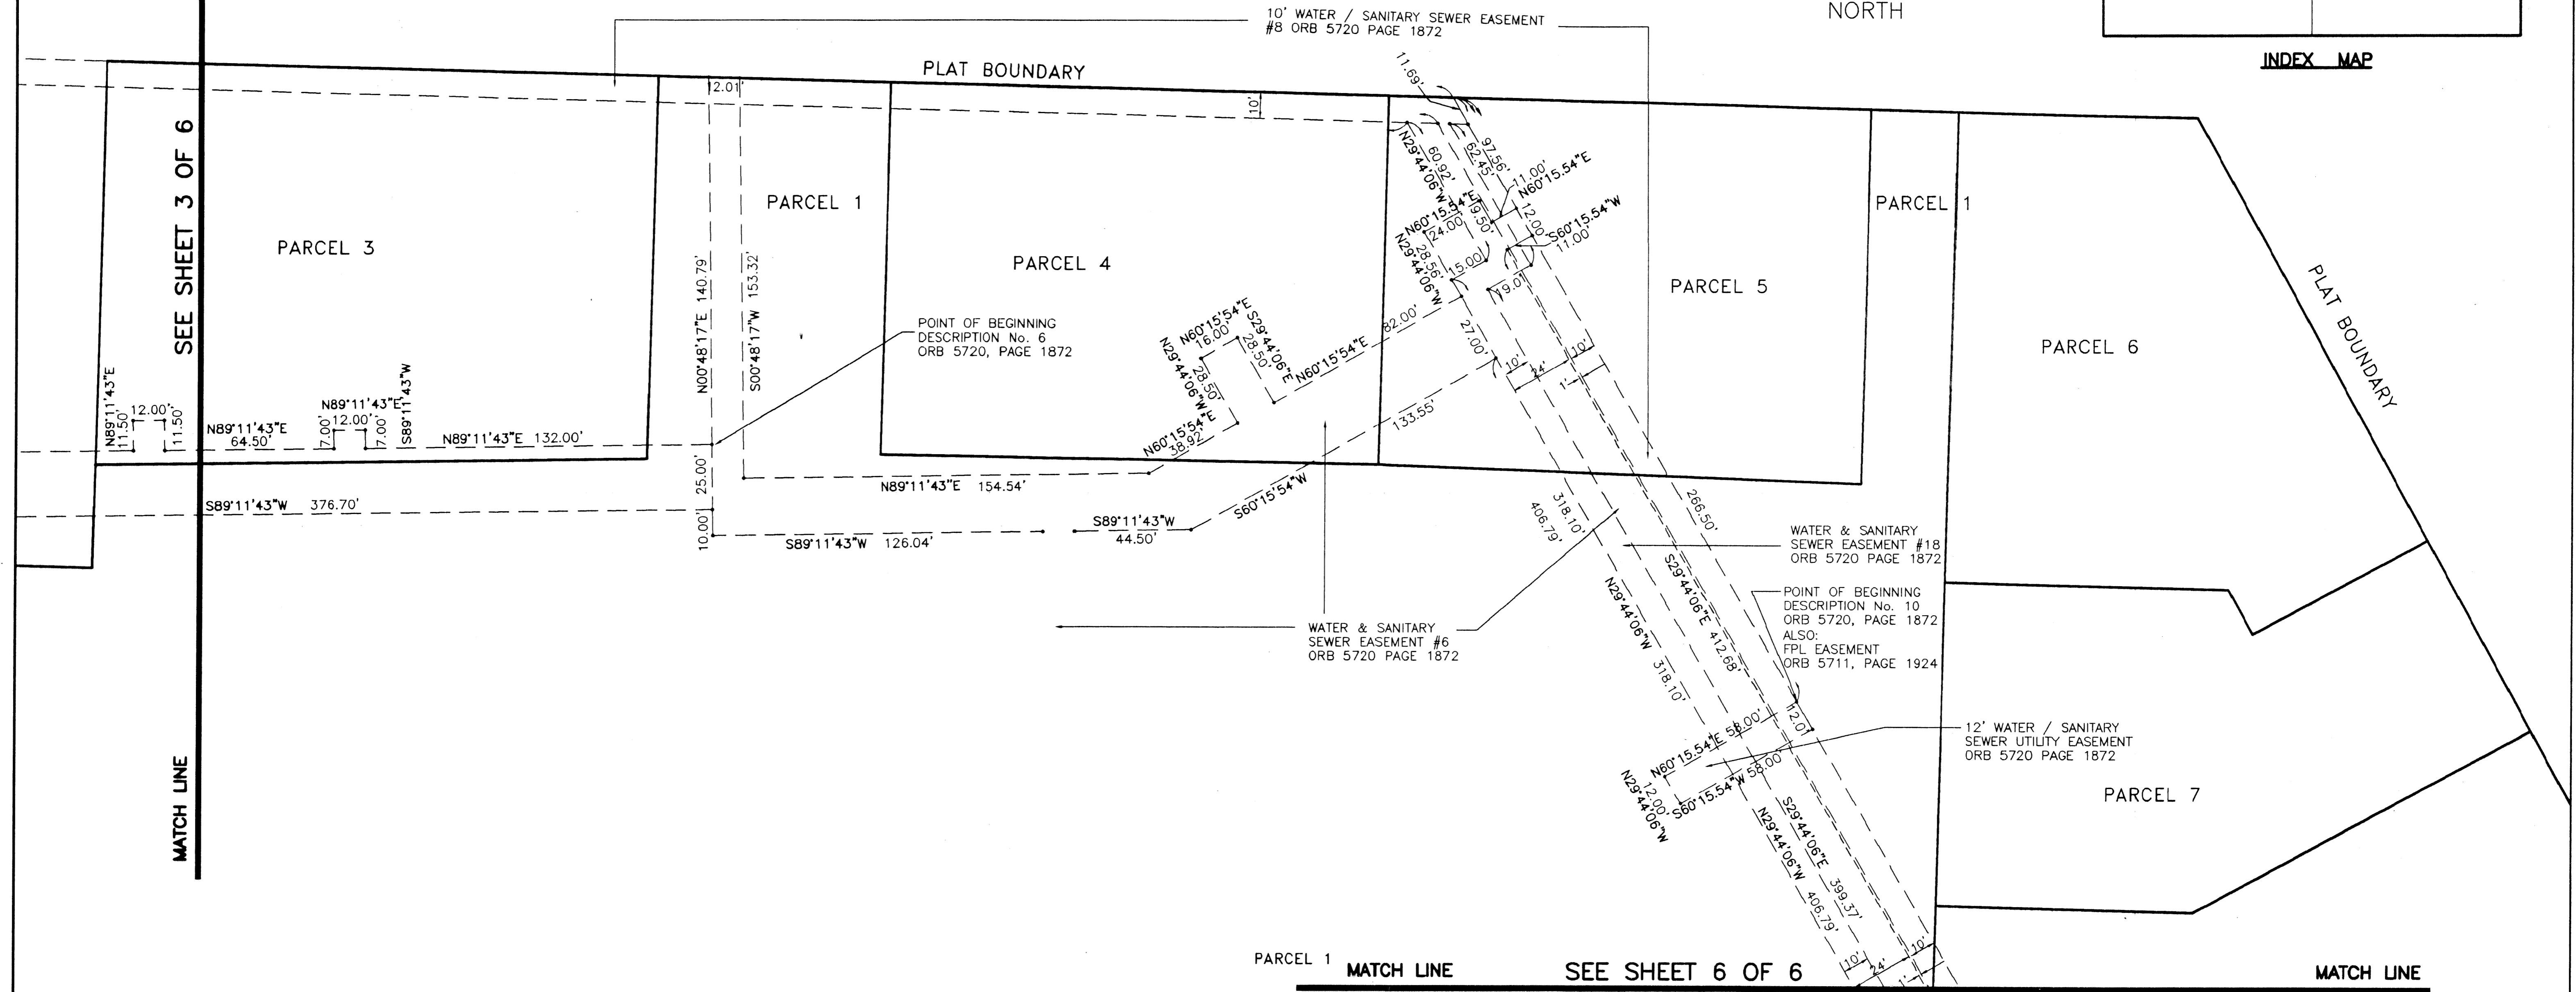 10' WATER / SANITARY SEWER EASEMENT
#8 ORB 5720 PAGE 1872
NORTH
INDEX MAP
PLAT BOUNDARY
SEE SHEET 3 OF 6
MATCH LINE
PARCEL 3
N89°11'43"E
11.50'
12.00'
11.50'
N89°11'43"E
64.50'
7.00'
N89°11'43"E
12.00'
7.00'
S89°11'43"W
N89°11'43"E 132.00'
S89°11'43"W 376.70'
12.01'
N00°48'17"E 140.79'
S00°48'17"W 153.32'
25.00'
10.00'
PARCEL 1
POINT OF BEGINNING
DESCRIPTION No. 6
ORB 5720, PAGE 1872
PARCEL 4
10'
N89°11'43"E 154.54'
S89°11'43"W 126.04'
S89°11'43"W
44.50'
N60°15'54"E
38.92'
N29°44'06"W
28.50'
N60°15'54"E
16.00'
S29°44'06"E
28.50'
N60°15'54"E 82.00'
S60°15'54"W
133.55'
11.69'
N29°44'06"W
60.92'
62.45'
97.56'
11.00'
N60°15.54"E
N60°15.54"E
24.00'
19.50'
12.00'
S60°15.54"W
11.00'
N29°44'06"W
28.56'
15.00'
19.01'
27.00'
10'
24'
10'
1'
PARCEL 5
PARCEL 1
PARCEL 6
PLAT BOUNDARY
318.10'
406.79'
266.50'
N29°44'06"W 318.10'
S29°44'06"E 412.68'
WATER & SANITARY
SEWER EASEMENT #18
ORB 5720 PAGE 1872
POINT OF BEGINNING
DESCRIPTION No. 10
ORB 5720, PAGE 1872
ALSO:
FPL EASEMENT
ORB 5711, PAGE 1924
WATER & SANITARY
SEWER EASEMENT #6
ORB 5720 PAGE 1872
12' WATER / SANITARY
SEWER UTILITY EASEMENT
ORB 5720 PAGE 1872
N60°15.54"E 58.00'
12.01'
N29°44'06"W
12.00'
S60°15.54"W 58.00'
PARCEL 7
S29°44'06"E 399.37'
N29°44'06"W 406.79'
10'
24'
10'
1'
PARCEL 1
MATCH LINE
SEE SHEET 6 OF 6
MATCH LINE